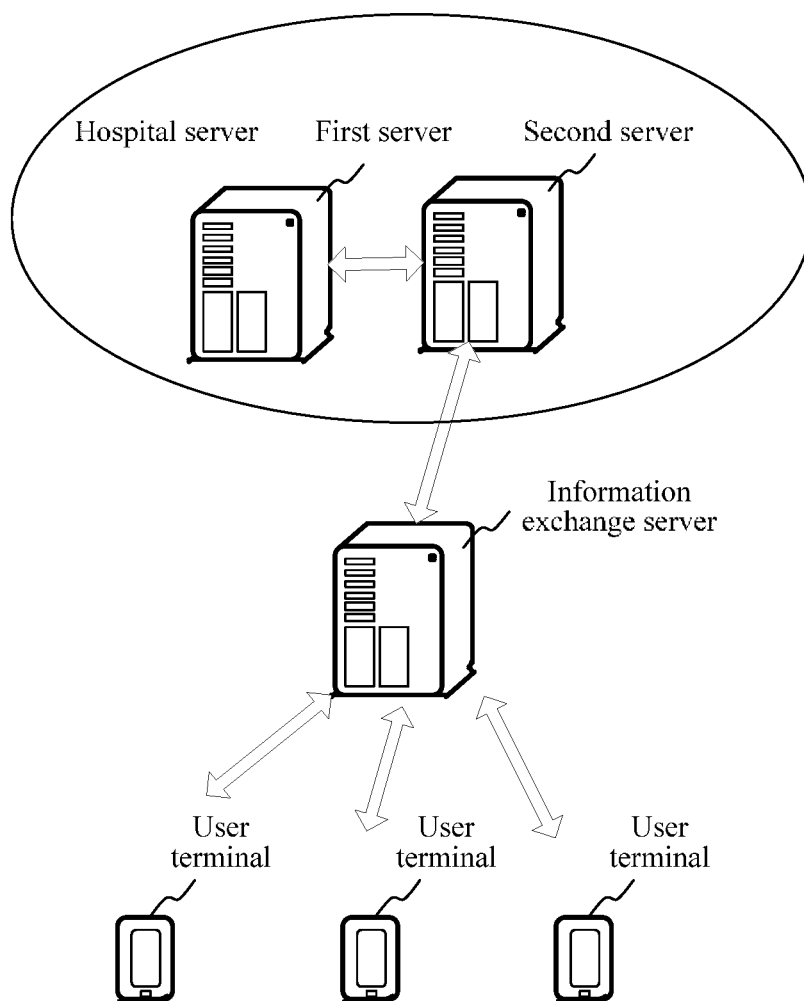 Hospital server
First server
Second server
Information
exchange server
User
terminal
User
terminal
User
terminal